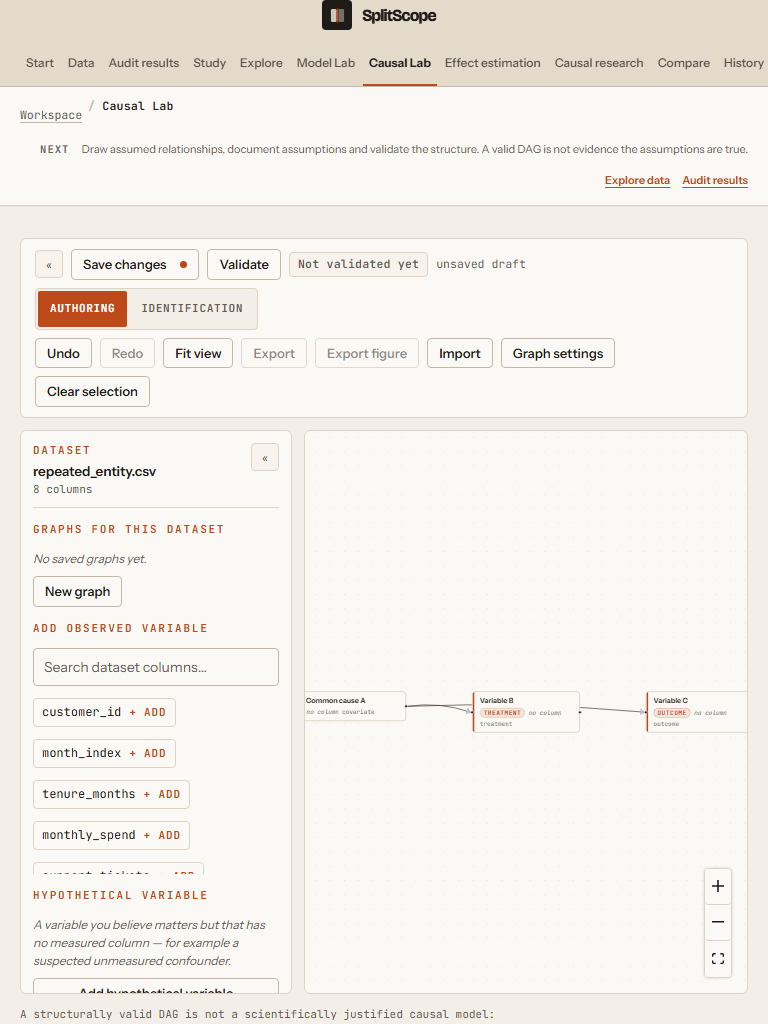 SplitScope
Start Data Audit results Study Explore Model Lab Causal Lab Effect estimation Causal research Compare History
Workspace / Causal Lab
NEXT Draw assumed relationships, document assumptions and validate the structure. A valid DAG is not evidence the assumptions are true.
Explore data Audit results
« Save changes Validate Not validated yet unsaved draft
AUTHORING IDENTIFICATION
Undo Redo Fit view Export Export figure Import Graph settings
Clear selection
DATASET
«
repeated_entity.csv
8 columns
GRAPHS FOR THIS DATASET
No saved graphs yet.
New graph
ADD OBSERVED VARIABLE
Search dataset columns...
customer_id + ADD
month_index + ADD
tenure_months + ADD
monthly_spend + ADD
HYPOTHETICAL VARIABLE
A variable you believe matters but that has
no measured column — for example a
suspected unmeasured confounder.
Add hypothetical variable
Common cause A
no column covariate
Variable B
TREATMENT no column
treatment
Variable C
OUTCOME no column
outcome
+
−
A structurally valid DAG is not a scientifically justified causal model: